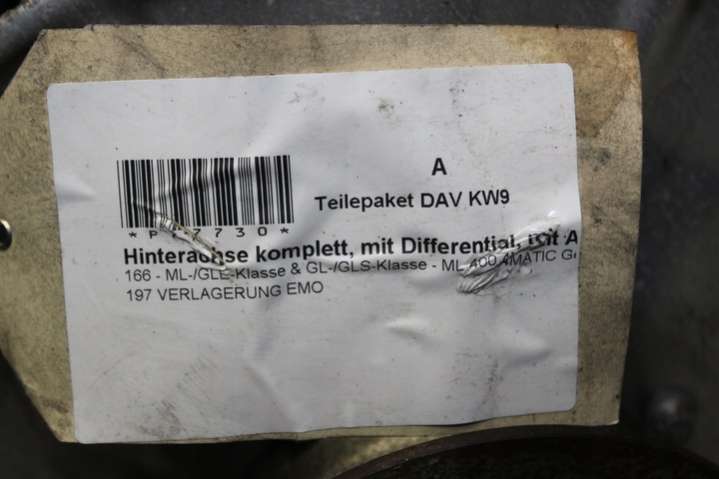 A
Teilepaket DAV KW9
Hinterachse komplett, mit Differential, mit A
166 - ML-/GLE-Klasse & GL-/GLS-Klasse - ML 400 4MATIC
197 VERLAGERUNG EMO